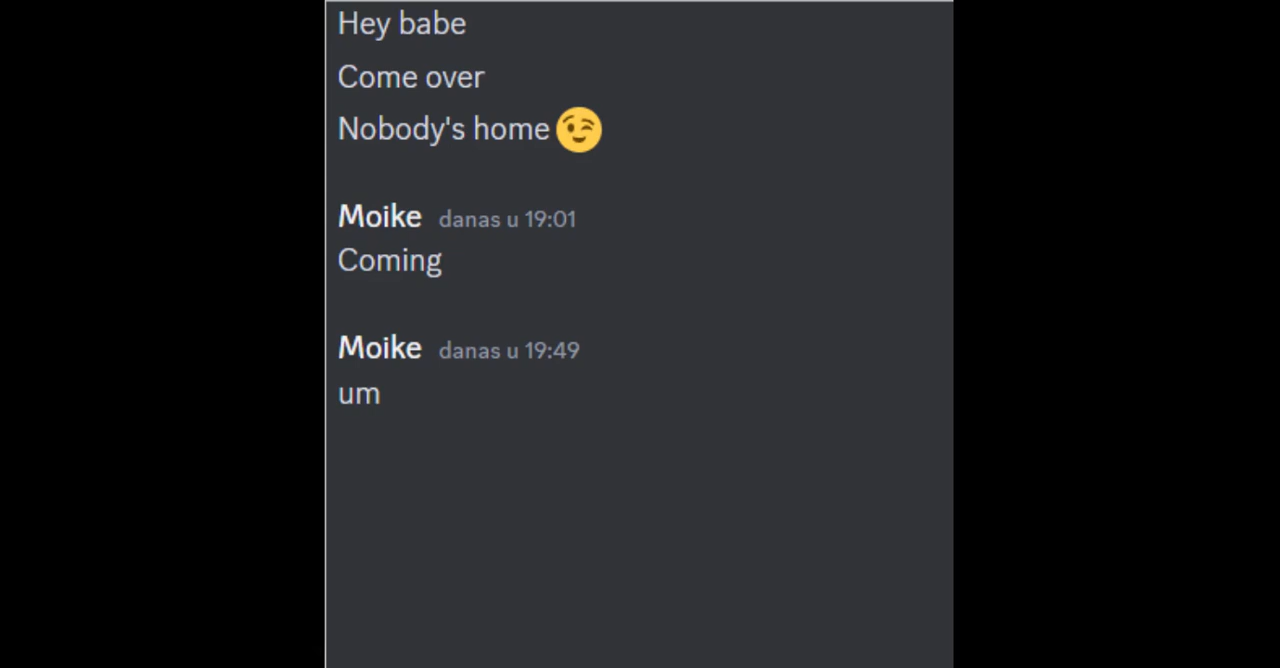 Hey babe
Come over
Nobody's home😉
Moike danas u 19:01
Coming
Moike danas u 19:49
um